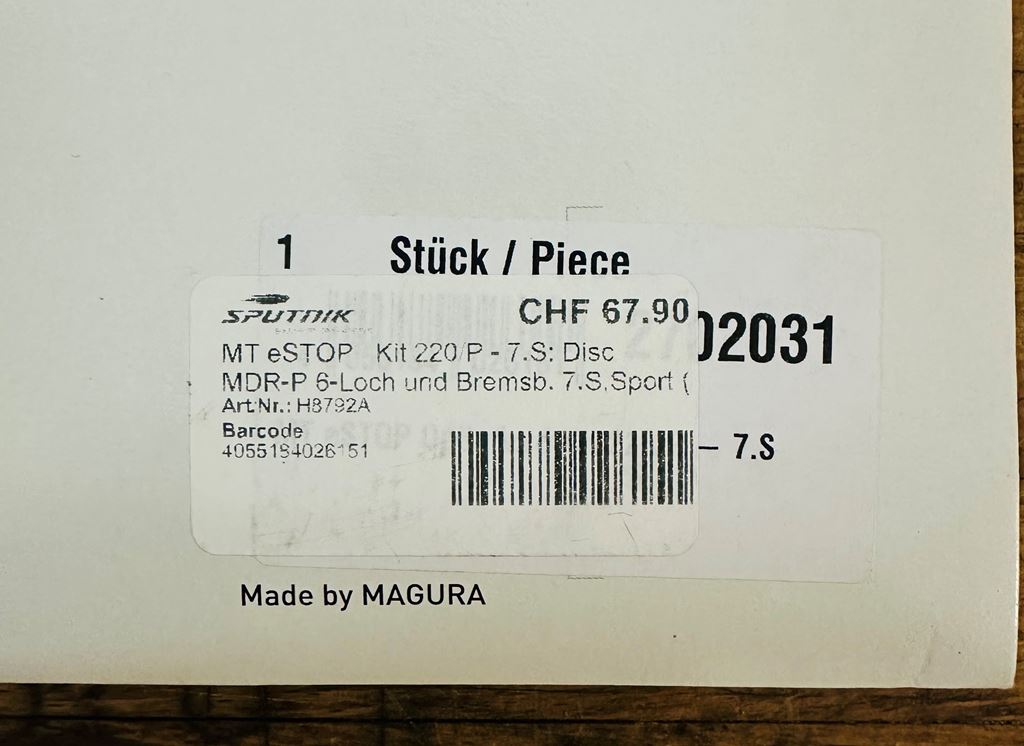 1 Stück / Piece
SPUTNIK
CHF 67.90
02031
MT eSTOP Kit 220/P - 7.S: Disc
MDR-P 6-Loch und Bremsb. 7.S,Sport (
Art.Nr.: H8792A
Barcode
4055184026151
– 7.S
Made by MAGURA